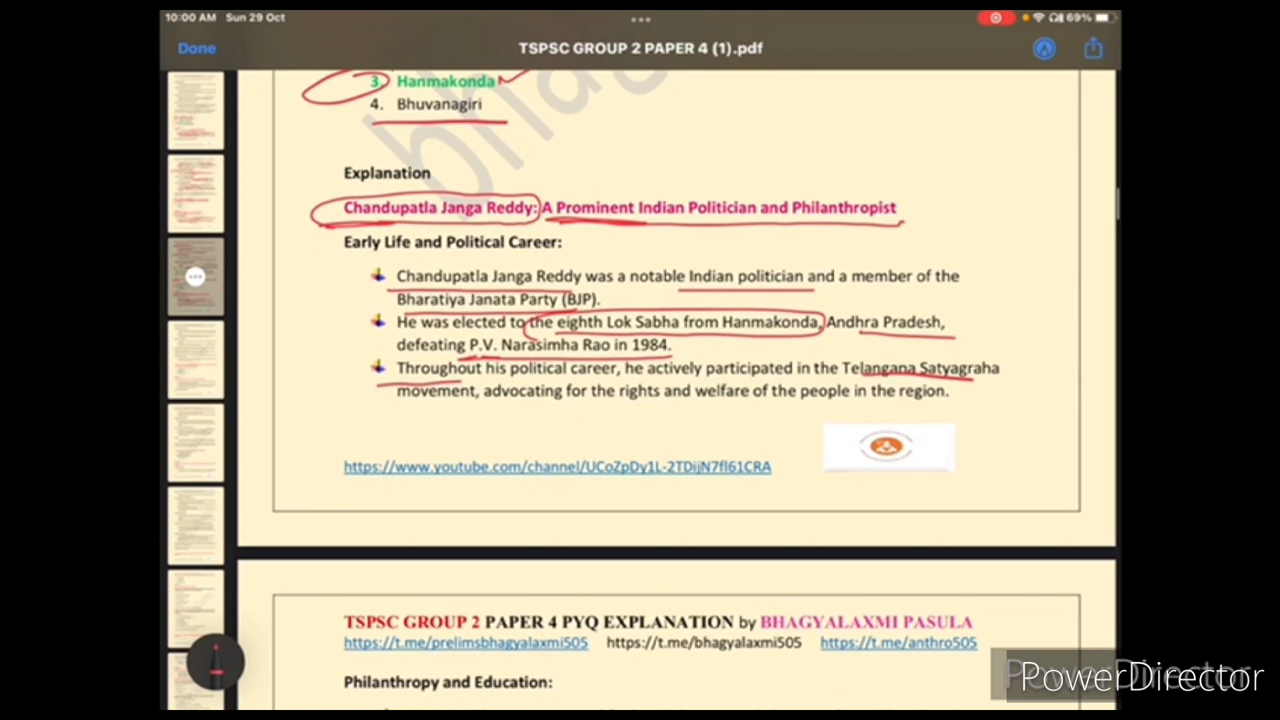 10:00 AM Sun 29 Oct
69%
Done
TSPSC GROUP 2 PAPER 4 (1).pdf
3. Hanmakonda
4. Bhuvanagiri
Explanation
Chandupatla Janga Reddy: A Prominent Indian Politician and Philanthropist
Early Life and Political Career:
Chandupatla Janga Reddy was a notable Indian politician and a member of the
Bharatiya Janata Party (BJP).
He was elected to the eighth Lok Sabha from Hanmakonda, Andhra Pradesh,
defeating P.V. Narasimha Rao in 1984.
Throughout his political career, he actively participated in the Telangana Satyagraha
movement, advocating for the rights and welfare of the people in the region.
https://www.youtube.com/channel/UCoZpDy1L-2TDijN7fl61CRA
TSPSC GROUP 2 PAPER 4 PYQ EXPLANATION by BHAGYALAXMI PASULA
https://t.me/prelimsbhagyalaxmi505 https://t.me/bhagyalaxmi505 https://t.me/anthro505
Philanthropy and Education:
PowerDirector